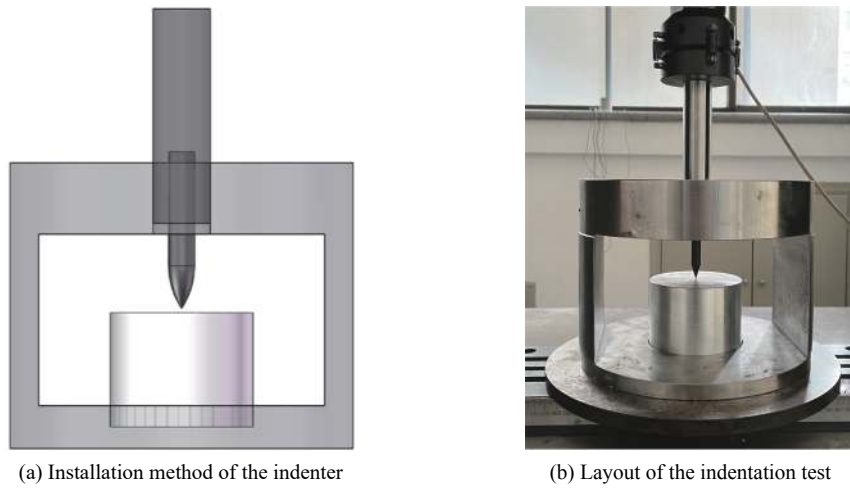 (a) Installation method of the indenter
(b) Layout of the indentation test